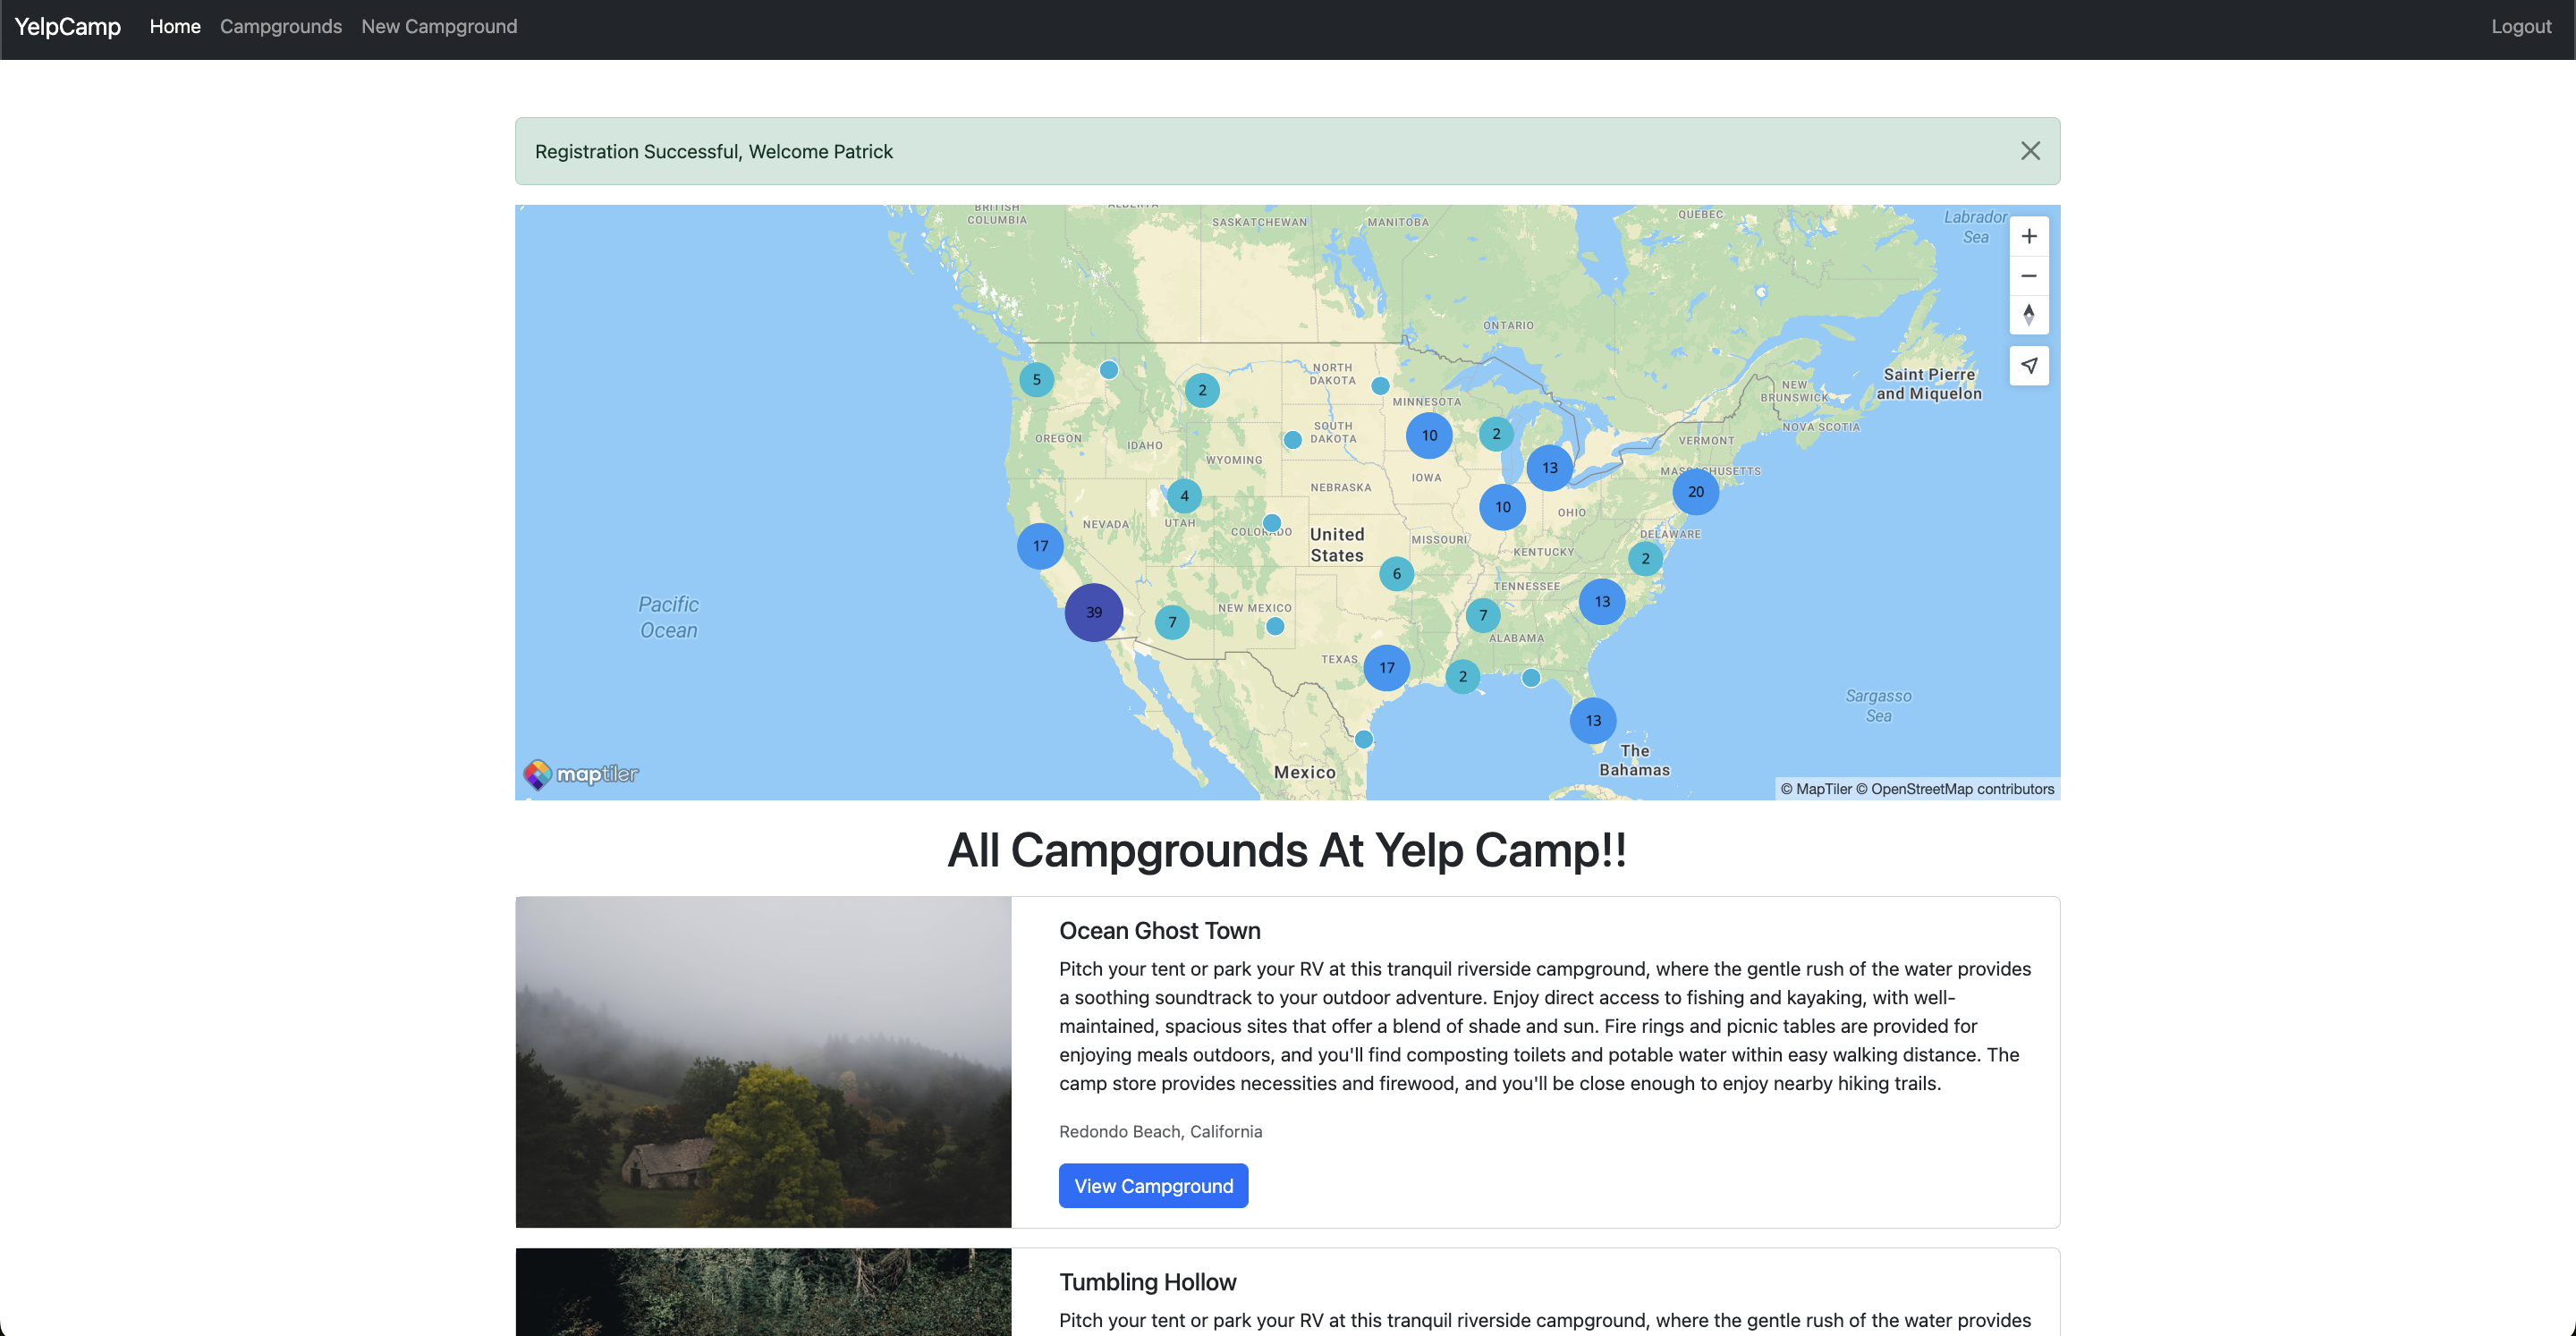 YelpCamp Home Campgrounds New Campground Logout
Registration Successful, Welcome Patrick
BRITISH
COLUMBIA
ALBERTA
SASKATCHEWAN
MANITOBA
QUEBEC
Labrador
Sea
ONTARIO
NORTH
DAKOTA
MINNESOTA
NEW
BRUNSWICK
Saint Pierre
and Miquelon
NOVA SCOTIA
5
2
OREGON
IDAHO
SOUTH
DAKOTA
10
2
VERMONT
WYOMING
13
MASSACHUSETTS
IOWA
NEBRASKA
4
20
10
NEVADA
UTAH
COLORADO
OHIO
United
States
MISSOURI
DELAWARE
17
KENTUCKY
2
6
TENNESSEE
13
39
7
NEW MEXICO
7
ALABAMA
Pacific
Ocean
TEXAS
17
2
Sargasso
Sea
13
The
Bahamas
Mexico
maptiler
© MapTiler © OpenStreetMap contributors
All Campgrounds At Yelp Camp!!
Ocean Ghost Town
Pitch your tent or park your RV at this tranquil riverside campground, where the gentle rush of the water provides
a soothing soundtrack to your outdoor adventure. Enjoy direct access to fishing and kayaking, with well-
maintained, spacious sites that offer a blend of shade and sun. Fire rings and picnic tables are provided for
enjoying meals outdoors, and you'll find composting toilets and potable water within easy walking distance. The
camp store provides necessities and firewood, and you'll be close enough to enjoy nearby hiking trails.
Redondo Beach, California
View Campground
Tumbling Hollow
Pitch your tent or park your RV at this tranquil riverside campground, where the gentle rush of the water provides